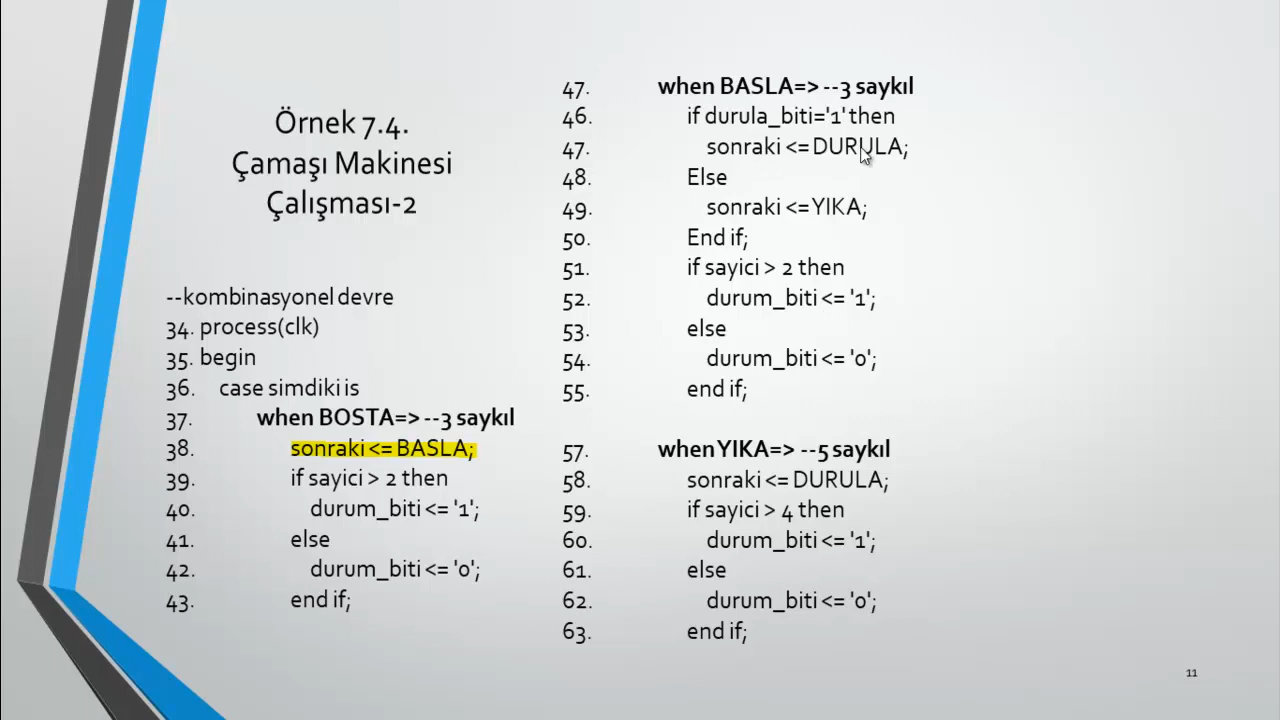 Örnek 7.4.
Çamaşı Makinesi
Çalışması-2
--kombinasyonel devre
34. process(clk)
35. begin
36. case simdiki is
37. when BOSTA=> --3 saykıl
38. sonraki <= BASLA;
39. if sayici > 2 then
40. durum_biti <= '1';
41. else
42. durum_biti <= '0';
43. end if;
47. when BASLA=> --3 saykıl
46. if durula_biti='1' then
47. sonraki <= DURULA;
48. Else
49. sonraki <=YIKA;
50. End if;
51. if sayici > 2 then
52. durum_biti <= '1';
53. else
54. durum_biti <= '0';
55. end if;
57. when YIKA=> --5 saykıl
58. sonraki <= DURULA;
59. if sayici > 4 then
60. durum_biti <= '1';
61. else
62. durum_biti <= '0';
63. end if;
11